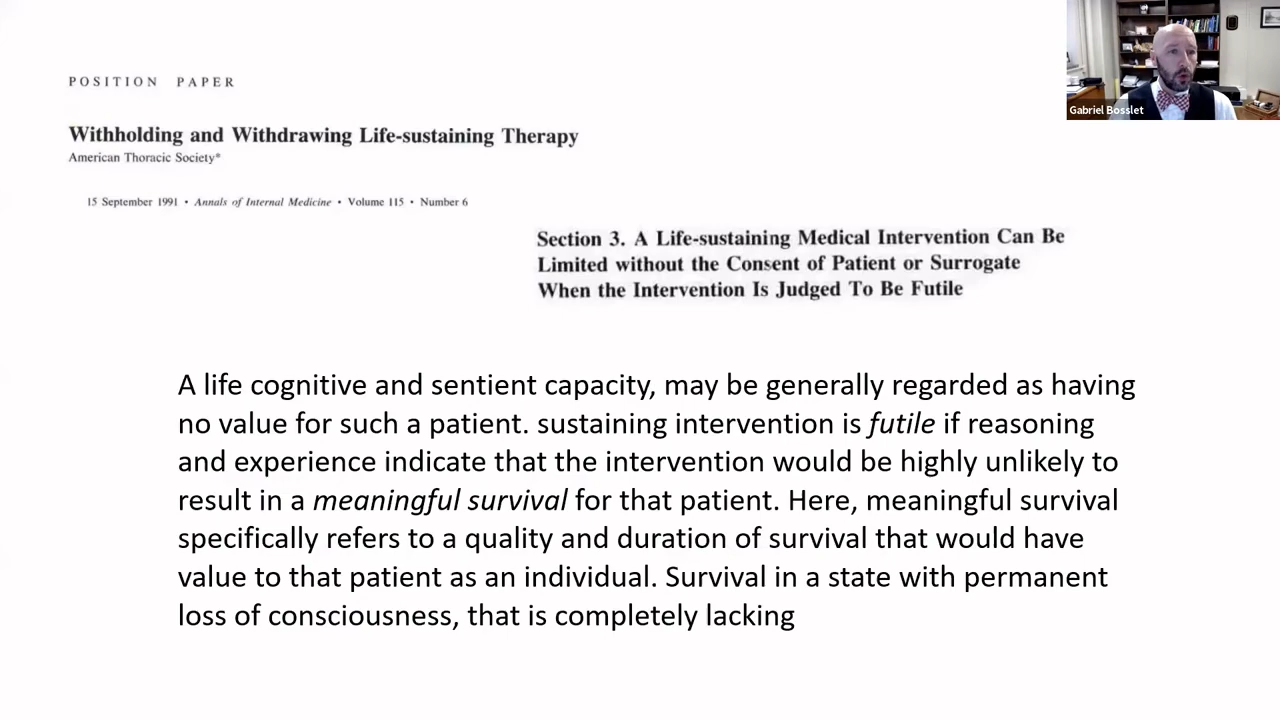 POSITION PAPER
Withholding and Withdrawing Life-sustaining Therapy
American Thoracic Society*
15 September 1991 • Annals of Internal Medicine • Volume 115 • Number 6
Gabriel Bosslet
Section 3. A Life-sustaining Medical Intervention Can Be
Limited without the Consent of Patient or Surrogate
When the Intervention Is Judged To Be Futile
A life cognitive and sentient capacity, may be generally regarded as having
no value for such a patient. sustaining intervention is futile if reasoning
and experience indicate that the intervention would be highly unlikely to
result in a meaningful survival for that patient. Here, meaningful survival
specifically refers to a quality and duration of survival that would have
value to that patient as an individual. Survival in a state with permanent
loss of consciousness, that is completely lacking